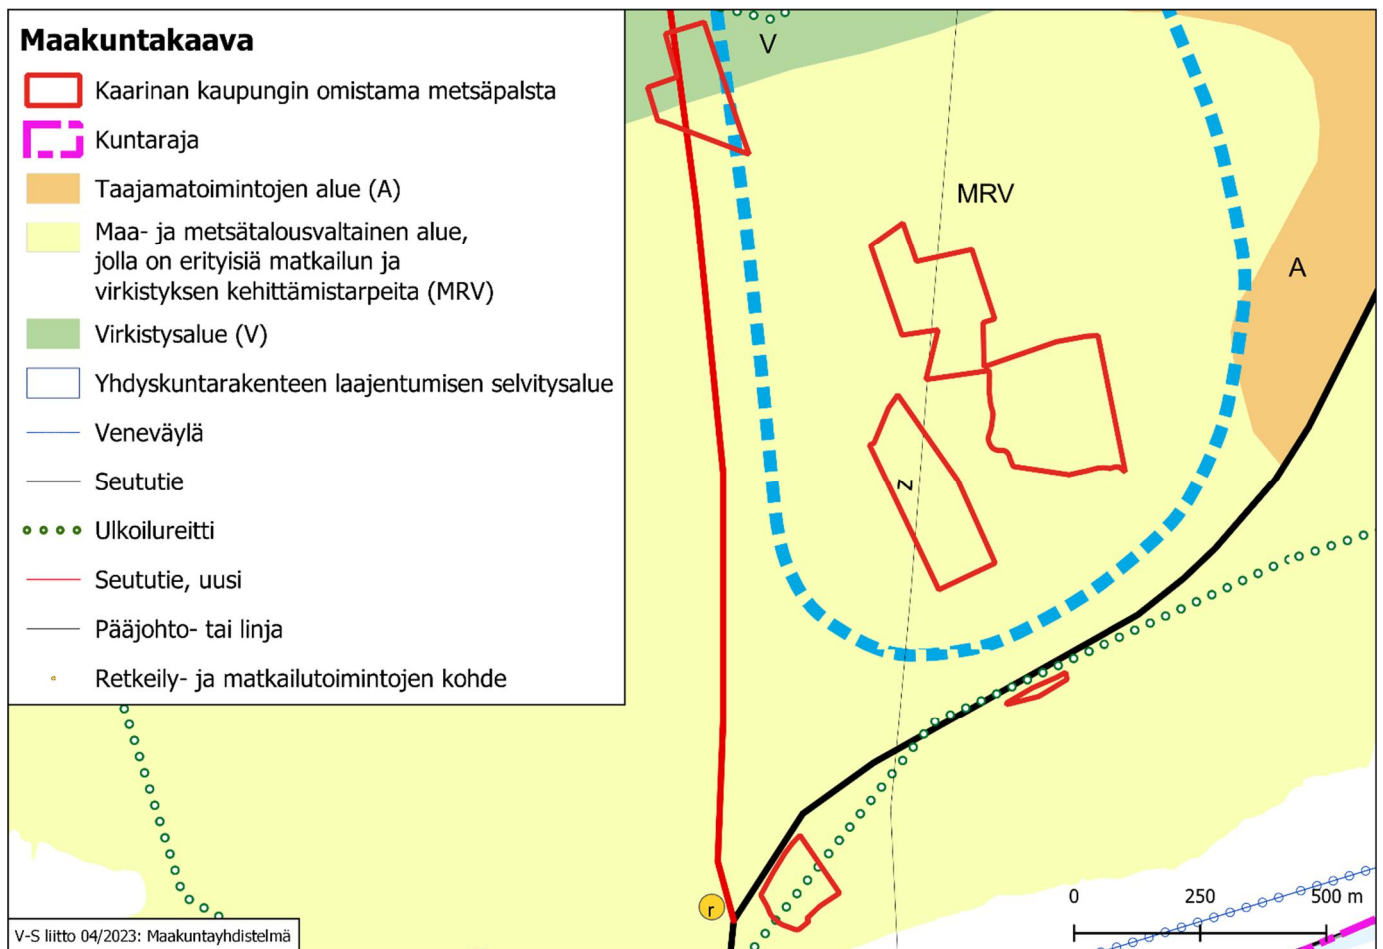 Maakuntakaava
Kaarinan kaupungin omistama metsäpalsta
Kuntaraja
Taajamatoimintojen alue (A)
Maa- ja metsätalousvaltainen alue,
jolla on erityisiä matkailun ja
virkistyksen kehittämistarpeita (MRV)
Virkistysalue (V)
Yhdyskuntarakenteen laajentumisen selvitysalue
Veneväylä
Seututie
Ulkoilureitti
Seututie, uusi
Pääjohto- tai linja
Retkeily- ja matkailutoimintojen kohde
V
MRV
A
z
r
0 250 500 m
V-S liitto 04/2023: Maakuntayhdistelmä